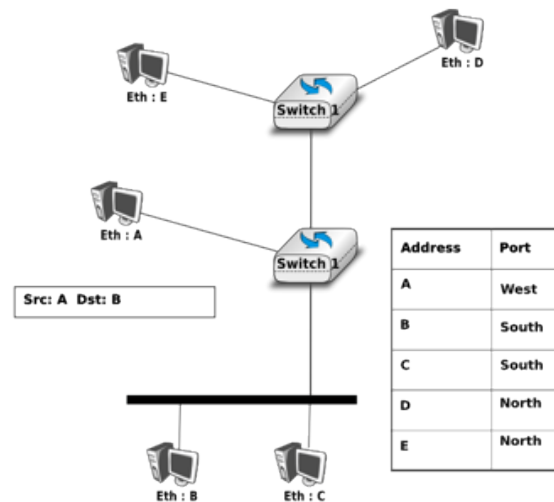 Eth : E
Eth : D
Switch 1
Eth : A
Switch 1
Src: A Dst: B
Address Port
A West
B South
C South
D North
E North
Eth : B
Eth : C